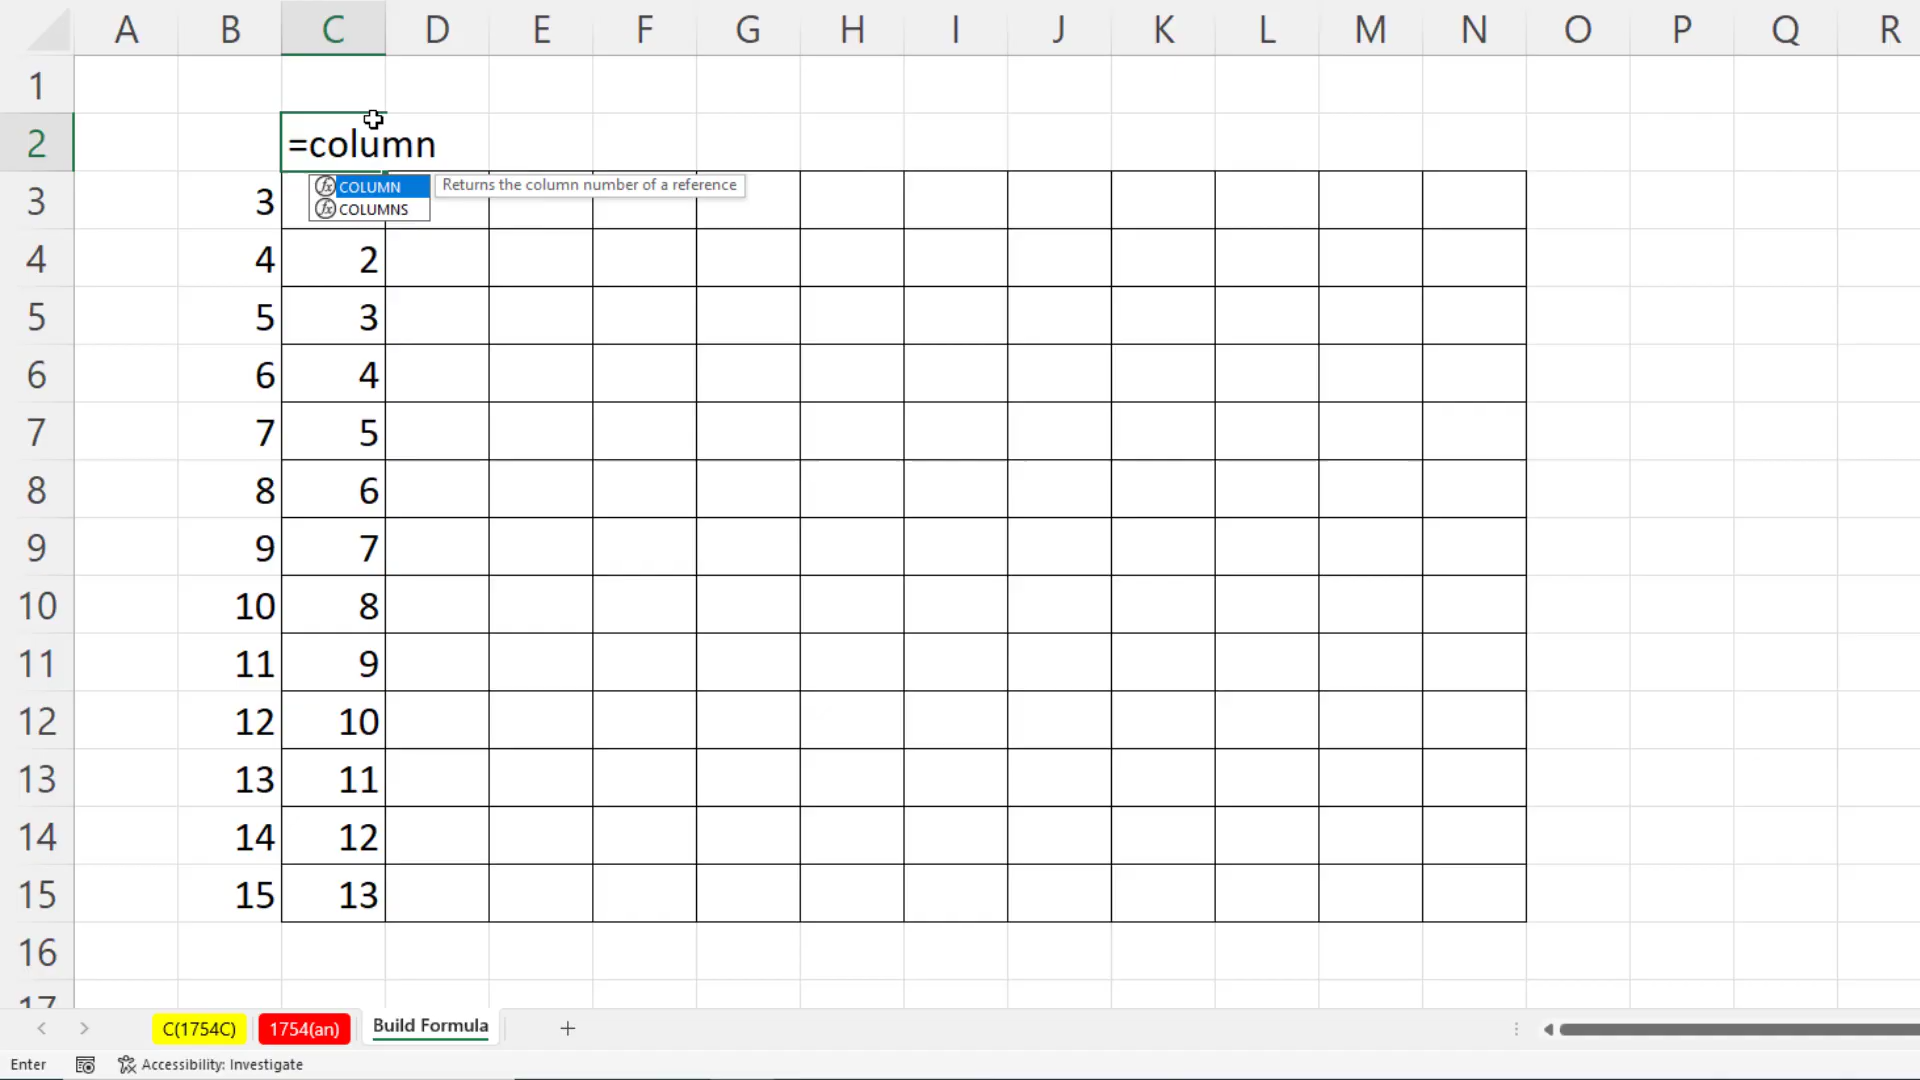 A B C D E F G H I J K L M N O P Q R
1
2 =column
3 3 COLUMN Returns the column number of a reference
COLUMNS
4 4 2
5 5 3
6 6 4
7 7 5
8 8 6
9 9 7
10 10 8
11 11 9
12 12 10
13 13 11
14 14 12
15 15 13
16
17
C(1754C) 1754(an) Build Formula
Enter Accessibility: Investigate